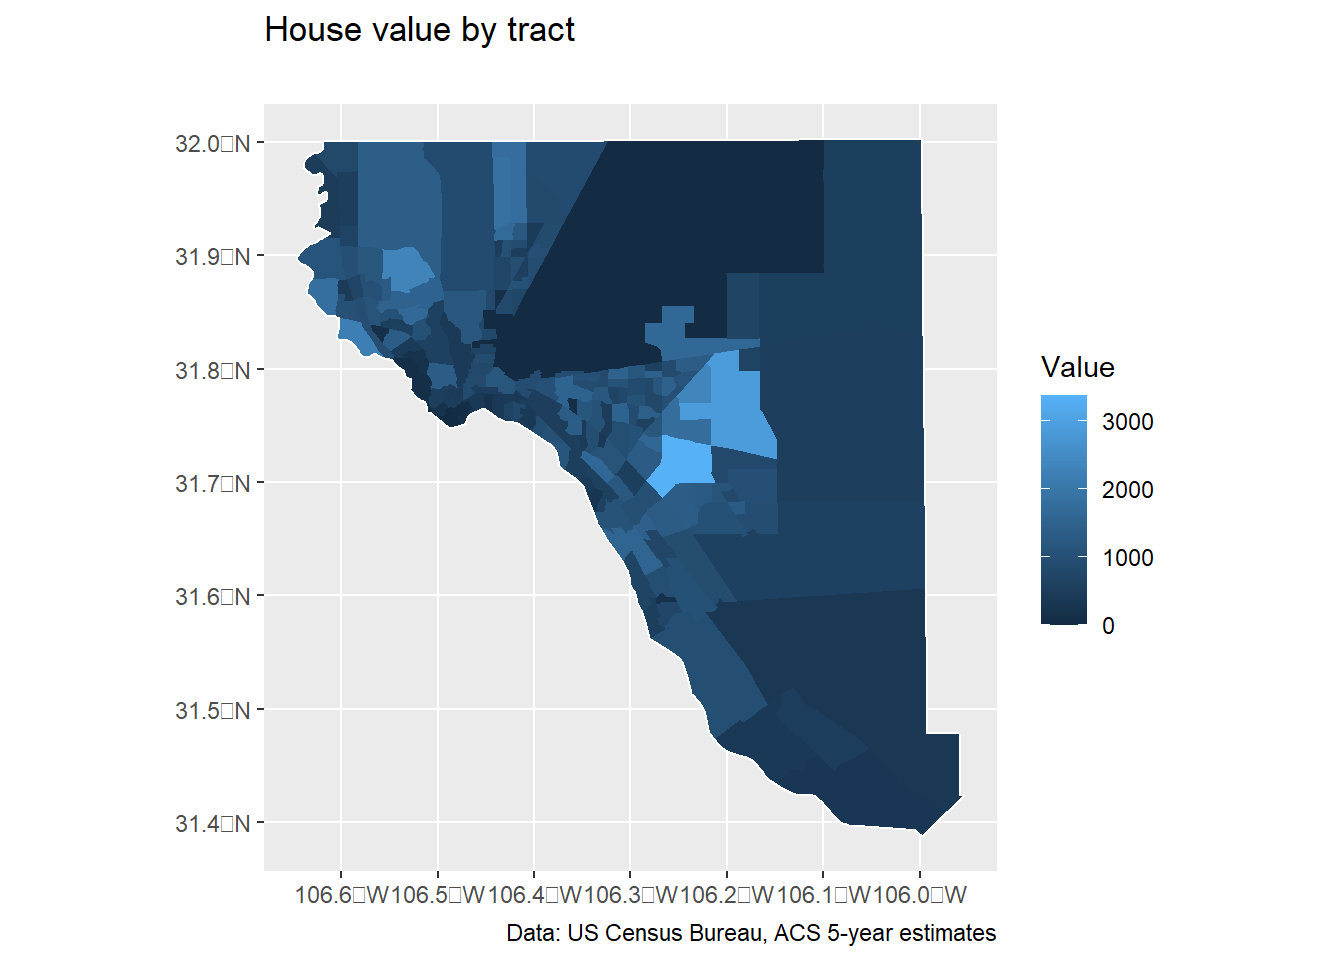 House value by tract
32.0□N
31.9□N
31.8□N
31.7□N
31.6□N
31.5□N
31.4□N
106.6□W 106.5□W 106.4□W 106.3□W 106.2□W 106.1□W 106.0□W
Value
3000
2000
1000
0
Data: US Census Bureau, ACS 5-year estimates